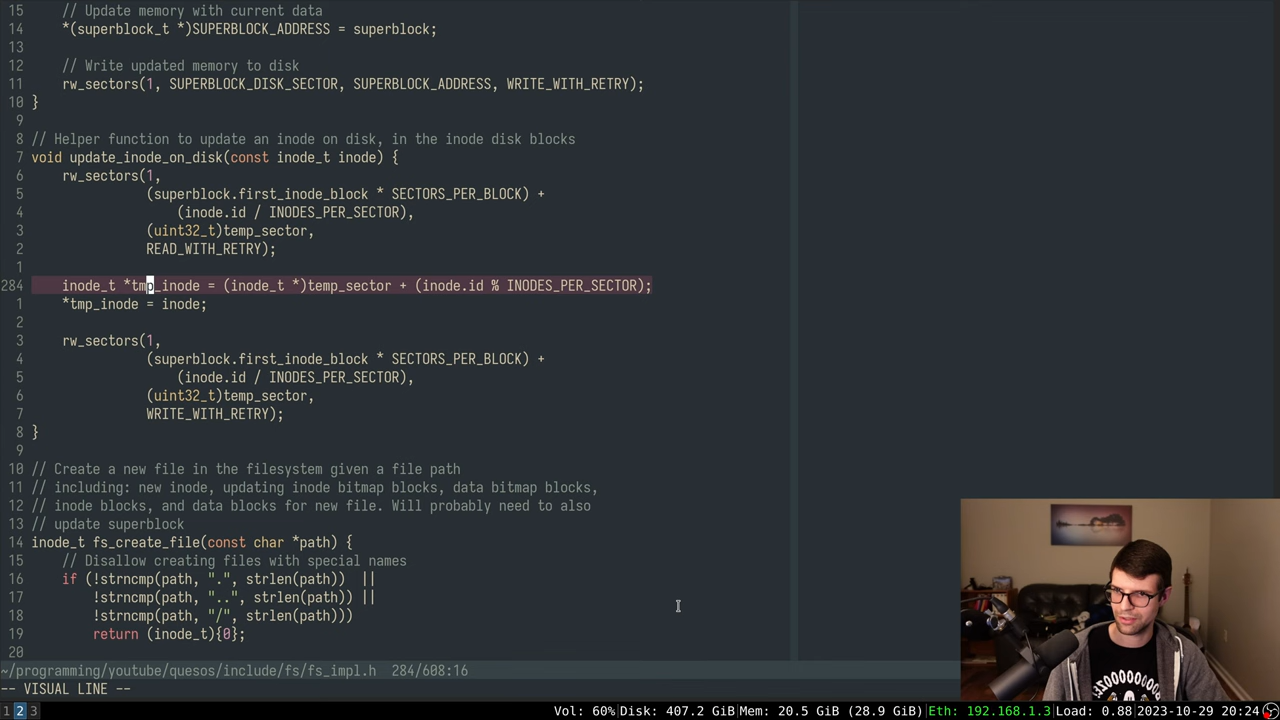 15     // Update memory with current data
14     *(superblock_t *)SUPERBLOCK_ADDRESS = superblock;
13
12     // Write updated memory to disk
11     rw_sectors(1, SUPERBLOCK_DISK_SECTOR, SUPERBLOCK_ADDRESS, WRITE_WITH_RETRY);
10 }
9
8 // Helper function to update an inode on disk, in the inode disk blocks
7 void update_inode_on_disk(const inode_t inode) {
6     rw_sectors(1,
5                (superblock.first_inode_block * SECTORS_PER_BLOCK) +
4                    (inode.id / INODES_PER_SECTOR),
3                (uint32_t)temp_sector,
2                READ_WITH_RETRY);
1
284     inode_t *tmp_inode = (inode_t *)temp_sector + (inode.id % INODES_PER_SECTOR);
1     *tmp_inode = inode;
2
3     rw_sectors(1,
4                (superblock.first_inode_block * SECTORS_PER_BLOCK) +
5                    (inode.id / INODES_PER_SECTOR),
6                (uint32_t)temp_sector,
7                WRITE_WITH_RETRY);
8 }
9
10 // Create a new file in the filesystem given a file path
11 // including: new inode, updating inode bitmap blocks, data bitmap blocks,
12 // inode blocks, and data blocks for new file. Will probably need to also
13 // update superblock
14 inode_t fs_create_file(const char *path) {
15     // Disallow creating files with special names
16     if (!strncmp(path, ".", strlen(path))  ||
17         !strncmp(path, "..", strlen(path)) ||
18         !strncmp(path, "/", strlen(path)))
19         return (inode_t){0};
20
~/programming/youtube/quesos/include/fs/fs_impl.h  284/608:16
-- VISUAL LINE --
1 2 3 Vol: 60%|Disk: 407.2 GiB|Mem: 20.5 GiB (28.9 GiB)|Eth: 192.168.1.3|Load: 0.88|2023-10-29 20:24